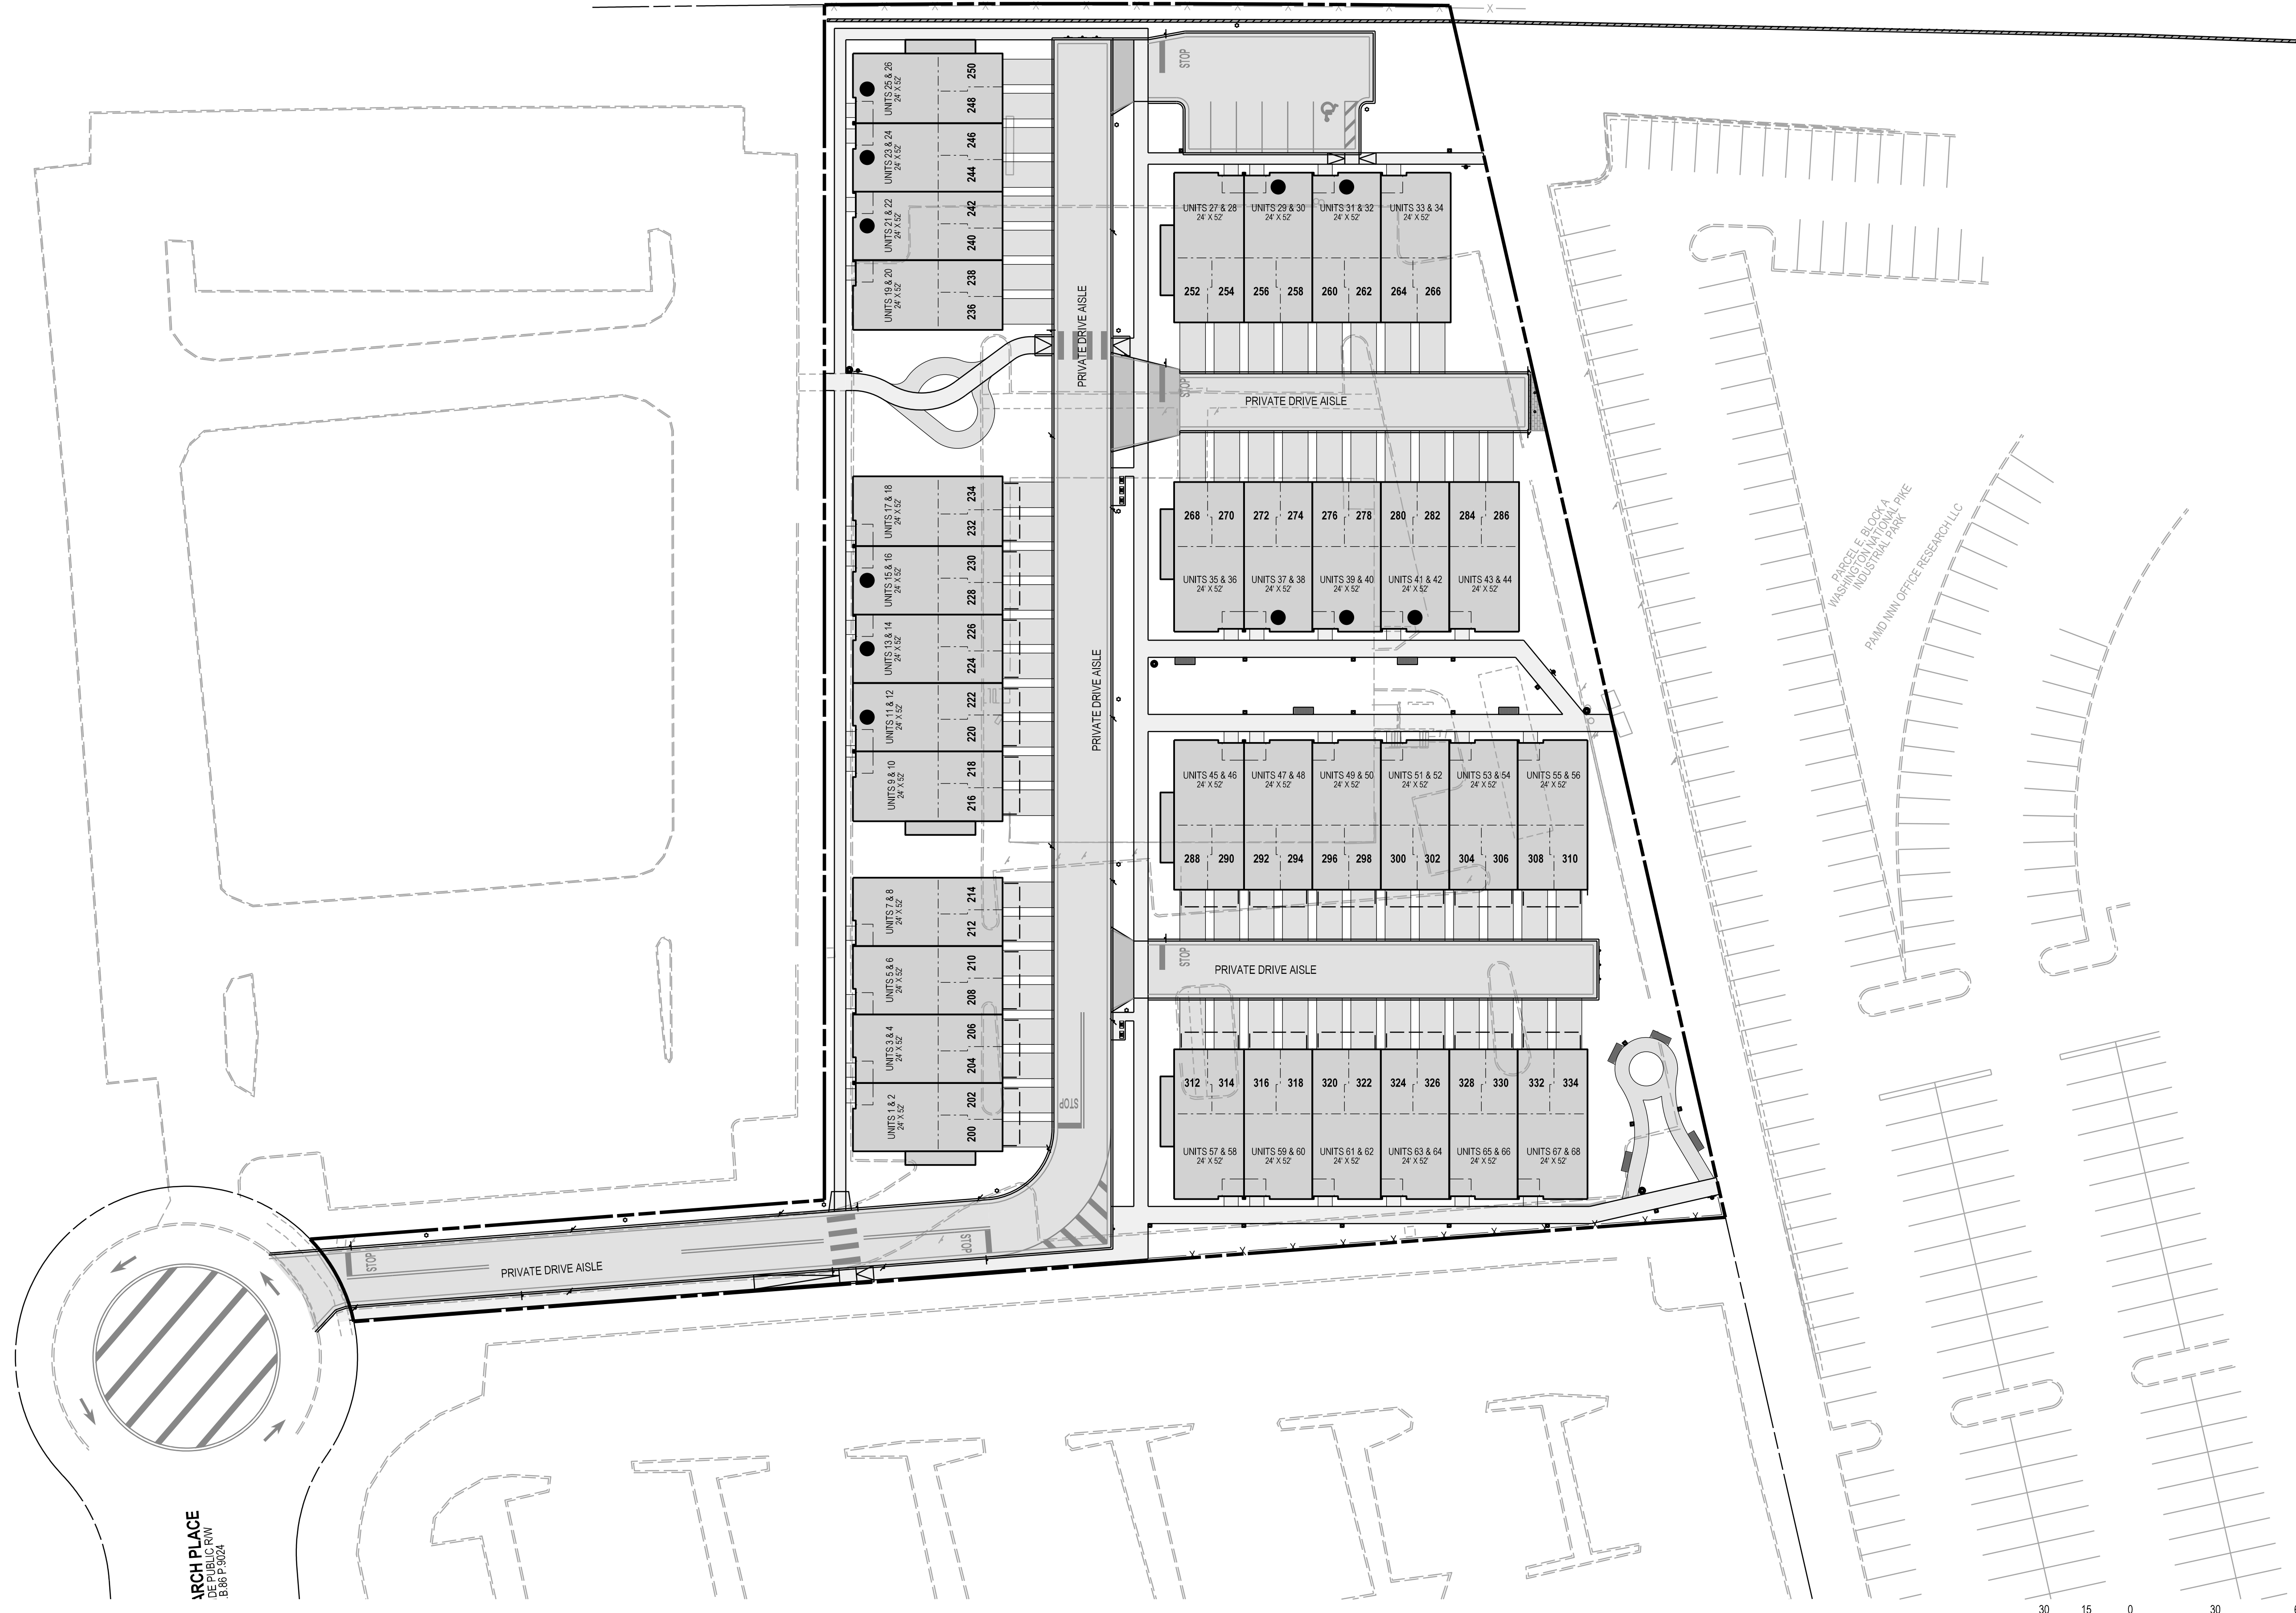 STOP
UNITS 25 & 26
24' X 52'
250
248
UNITS 23 & 24
24' X 52'
246
244
UNITS 21 & 22
24' X 52'
242
240
UNITS 19 & 20
24' X 52'
238
236
PRIVATE DRIVE AISLE
UNITS 27 & 28
24' X 52'
UNITS 29 & 30
24' X 52'
UNITS 31 & 32
24' X 52'
UNITS 33 & 34
24' X 52'
252 254 256 258 260 262 264 266
STOP
PRIVATE DRIVE AISLE
UNITS 17 & 18
24' X 52'
234
232
UNITS 15 & 16
24' X 52'
230
228
UNITS 13 & 14
24' X 52'
226
224
UNITS 11 & 12
24' X 52'
222
220
UNITS 9 & 10
24' X 52'
218
216
PRIVATE DRIVE AISLE
268 270 272 274 276 278 280 282 284 286
UNITS 35 & 36
24' X 52'
UNITS 37 & 38
24' X 52'
UNITS 39 & 40
24' X 52'
UNITS 41 & 42
24' X 52'
UNITS 43 & 44
24' X 52'
PARCEL E, BLOCK A
WASHINGTON NATIONAL PIKE
INDUSTRIAL PARK
PA/MD NNN OFFICE RESEARCH LLC
UNITS 45 & 46
24' X 52'
UNITS 47 & 48
24' X 52'
UNITS 49 & 50
24' X 52'
UNITS 51 & 52
24' X 52'
UNITS 53 & 54
24' X 52'
UNITS 55 & 56
24' X 52'
288 290 292 294 296 298 300 302 304 306 308 310
UNITS 7 & 8
24' X 52'
214
212
UNITS 5 & 6
24' X 52'
210
208
UNITS 3 & 4
24' X 52'
206
204
UNITS 1 & 2
24' X 52'
202
200
STOP
STOP
PRIVATE DRIVE AISLE
312 314 316 318 320 322 324 326 328 330 332 334
UNITS 57 & 58
24' X 52'
UNITS 59 & 60
24' X 52'
UNITS 61 & 62
24' X 52'
UNITS 63 & 64
24' X 52'
UNITS 65 & 66
24' X 52'
UNITS 67 & 68
24' X 52'
STOP
PRIVATE DRIVE AISLE
STOP
ARCH PLACE
DE PUBLIC R/W
.B.86 P.9024
30 15 0 30